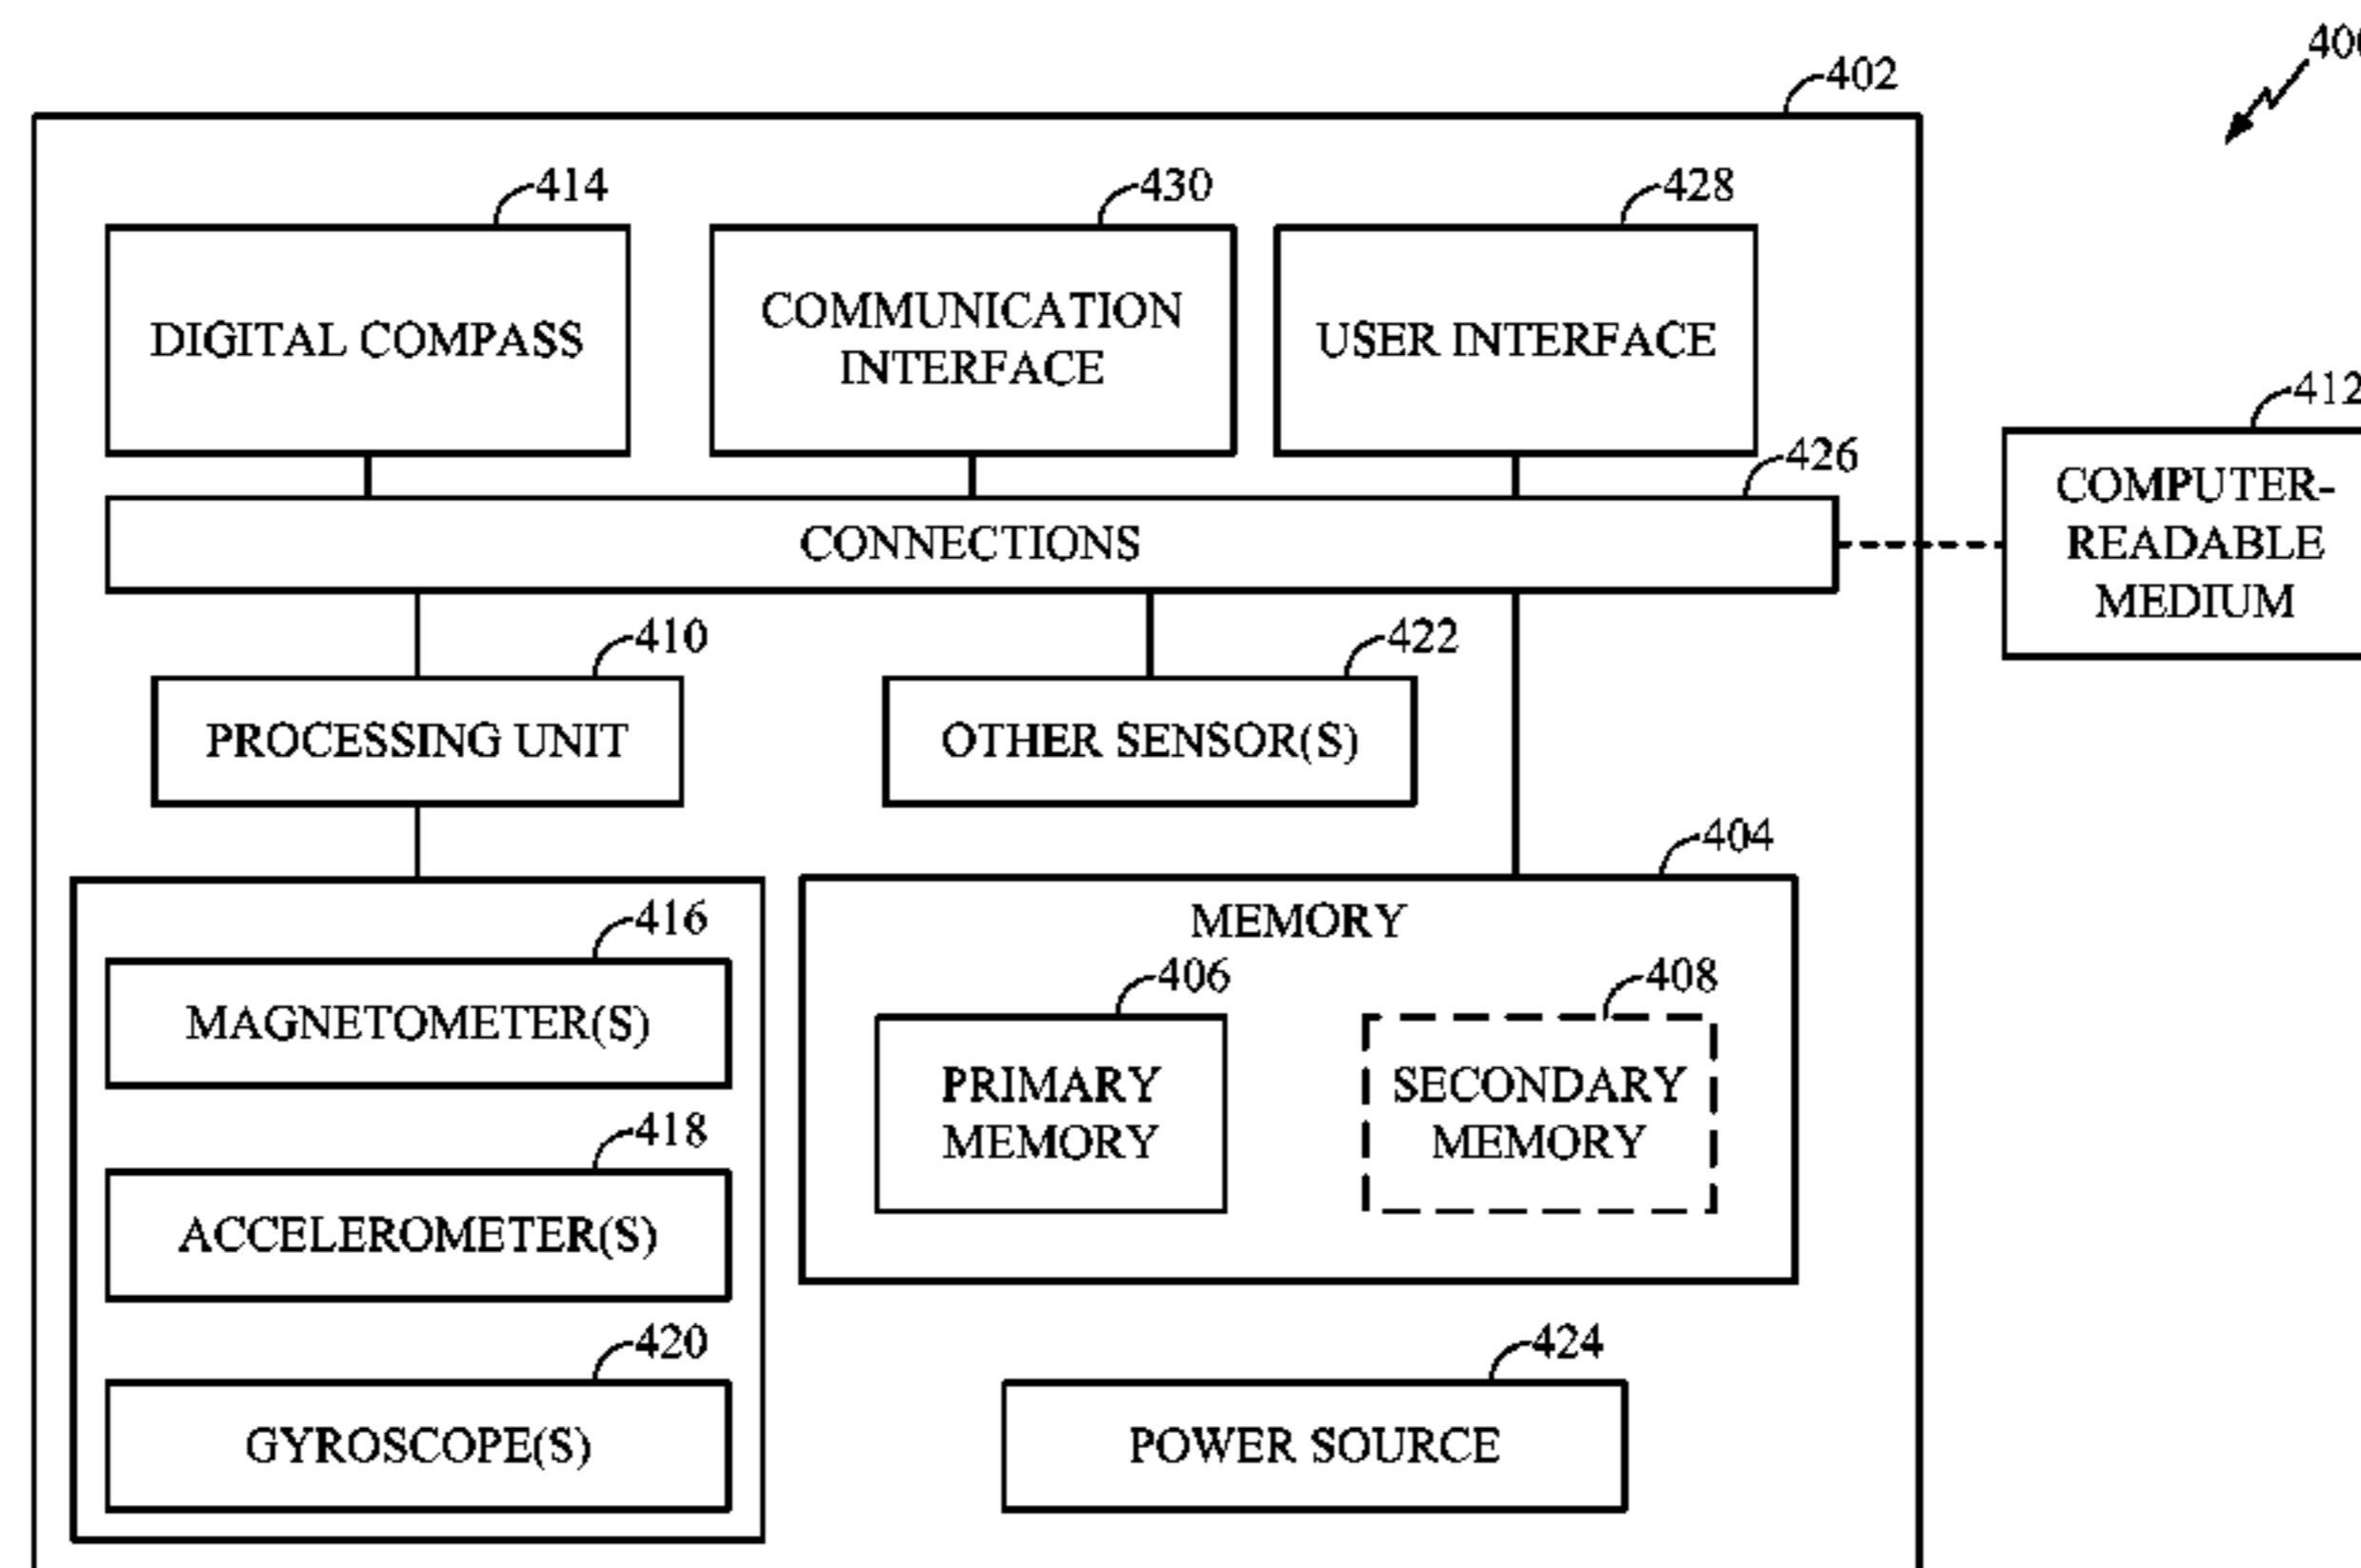 400
402
414
430
428
DIGITAL COMPASS
COMMUNICATION
INTERFACE
USER INTERFACE
426
412
CONNECTIONS
COMPUTER-
READABLE
MEDIUM
410
422
PROCESSING UNIT
OTHER SENSOR(S)
404
MEMORY
416
406
408
MAGNETOMETER(S)
PRIMARY
MEMORY
SECONDARY
MEMORY
418
ACCELEROMETER(S)
420
424
GYROSCOPE(S)
POWER SOURCE